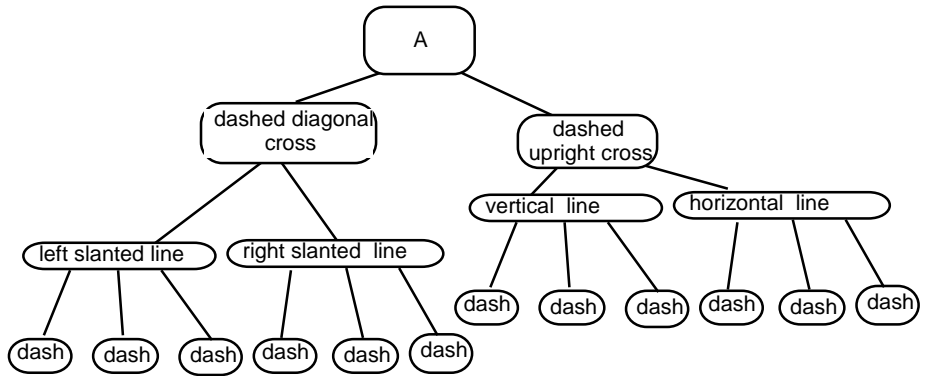 A
dashed diagonal
cross
dashed
upright cross
vertical line
horizontal line
left slanted line
right slanted line
dash
dash
dash
dash
dash
dash
dash
dash
dash
dash
dash
dash